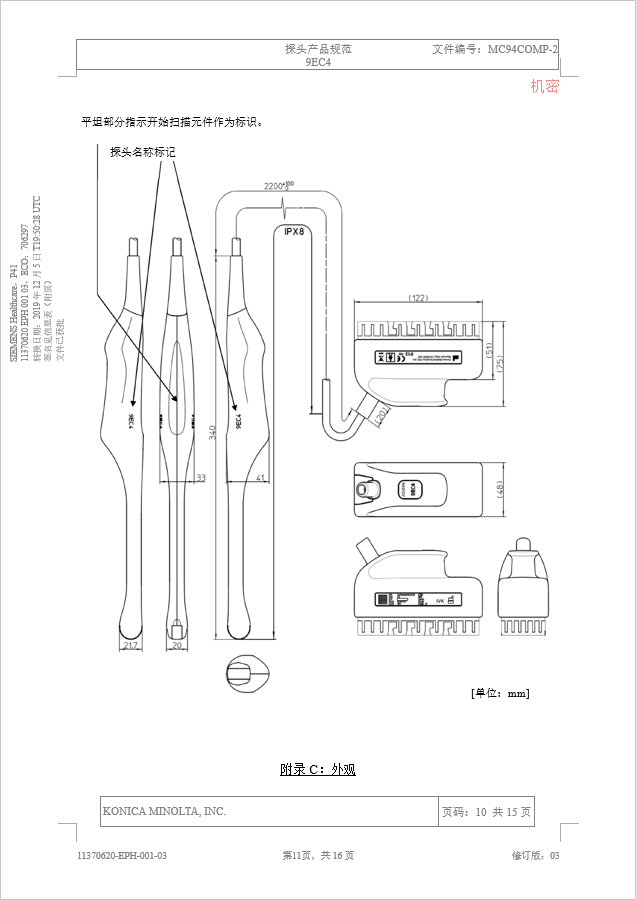 探头产品规范
文件编号：MC94COMP-2
9EC4
机密
平坦部分指示开始扫描元件作为标识。
探头名称标记
SIEMENS Healthcare，P41
11370620 EPH 001 03，ECO：706297
转换日期：2019 年 12 月 5 日 T19:50:28 UTC
签名见信息表（附页）
文件已获批
2200
IPX8
(122)
(51)
(75)
(20)
9EC4
9EC4
340
33
41
(48)
9EC4
IVK
21.7
20
[单位：mm]
附录 C：外观
KONICA MINOLTA, INC.
页码：10 共 15 页
11370620-EPH-001-03
第11页，共 16 页
修订版：03